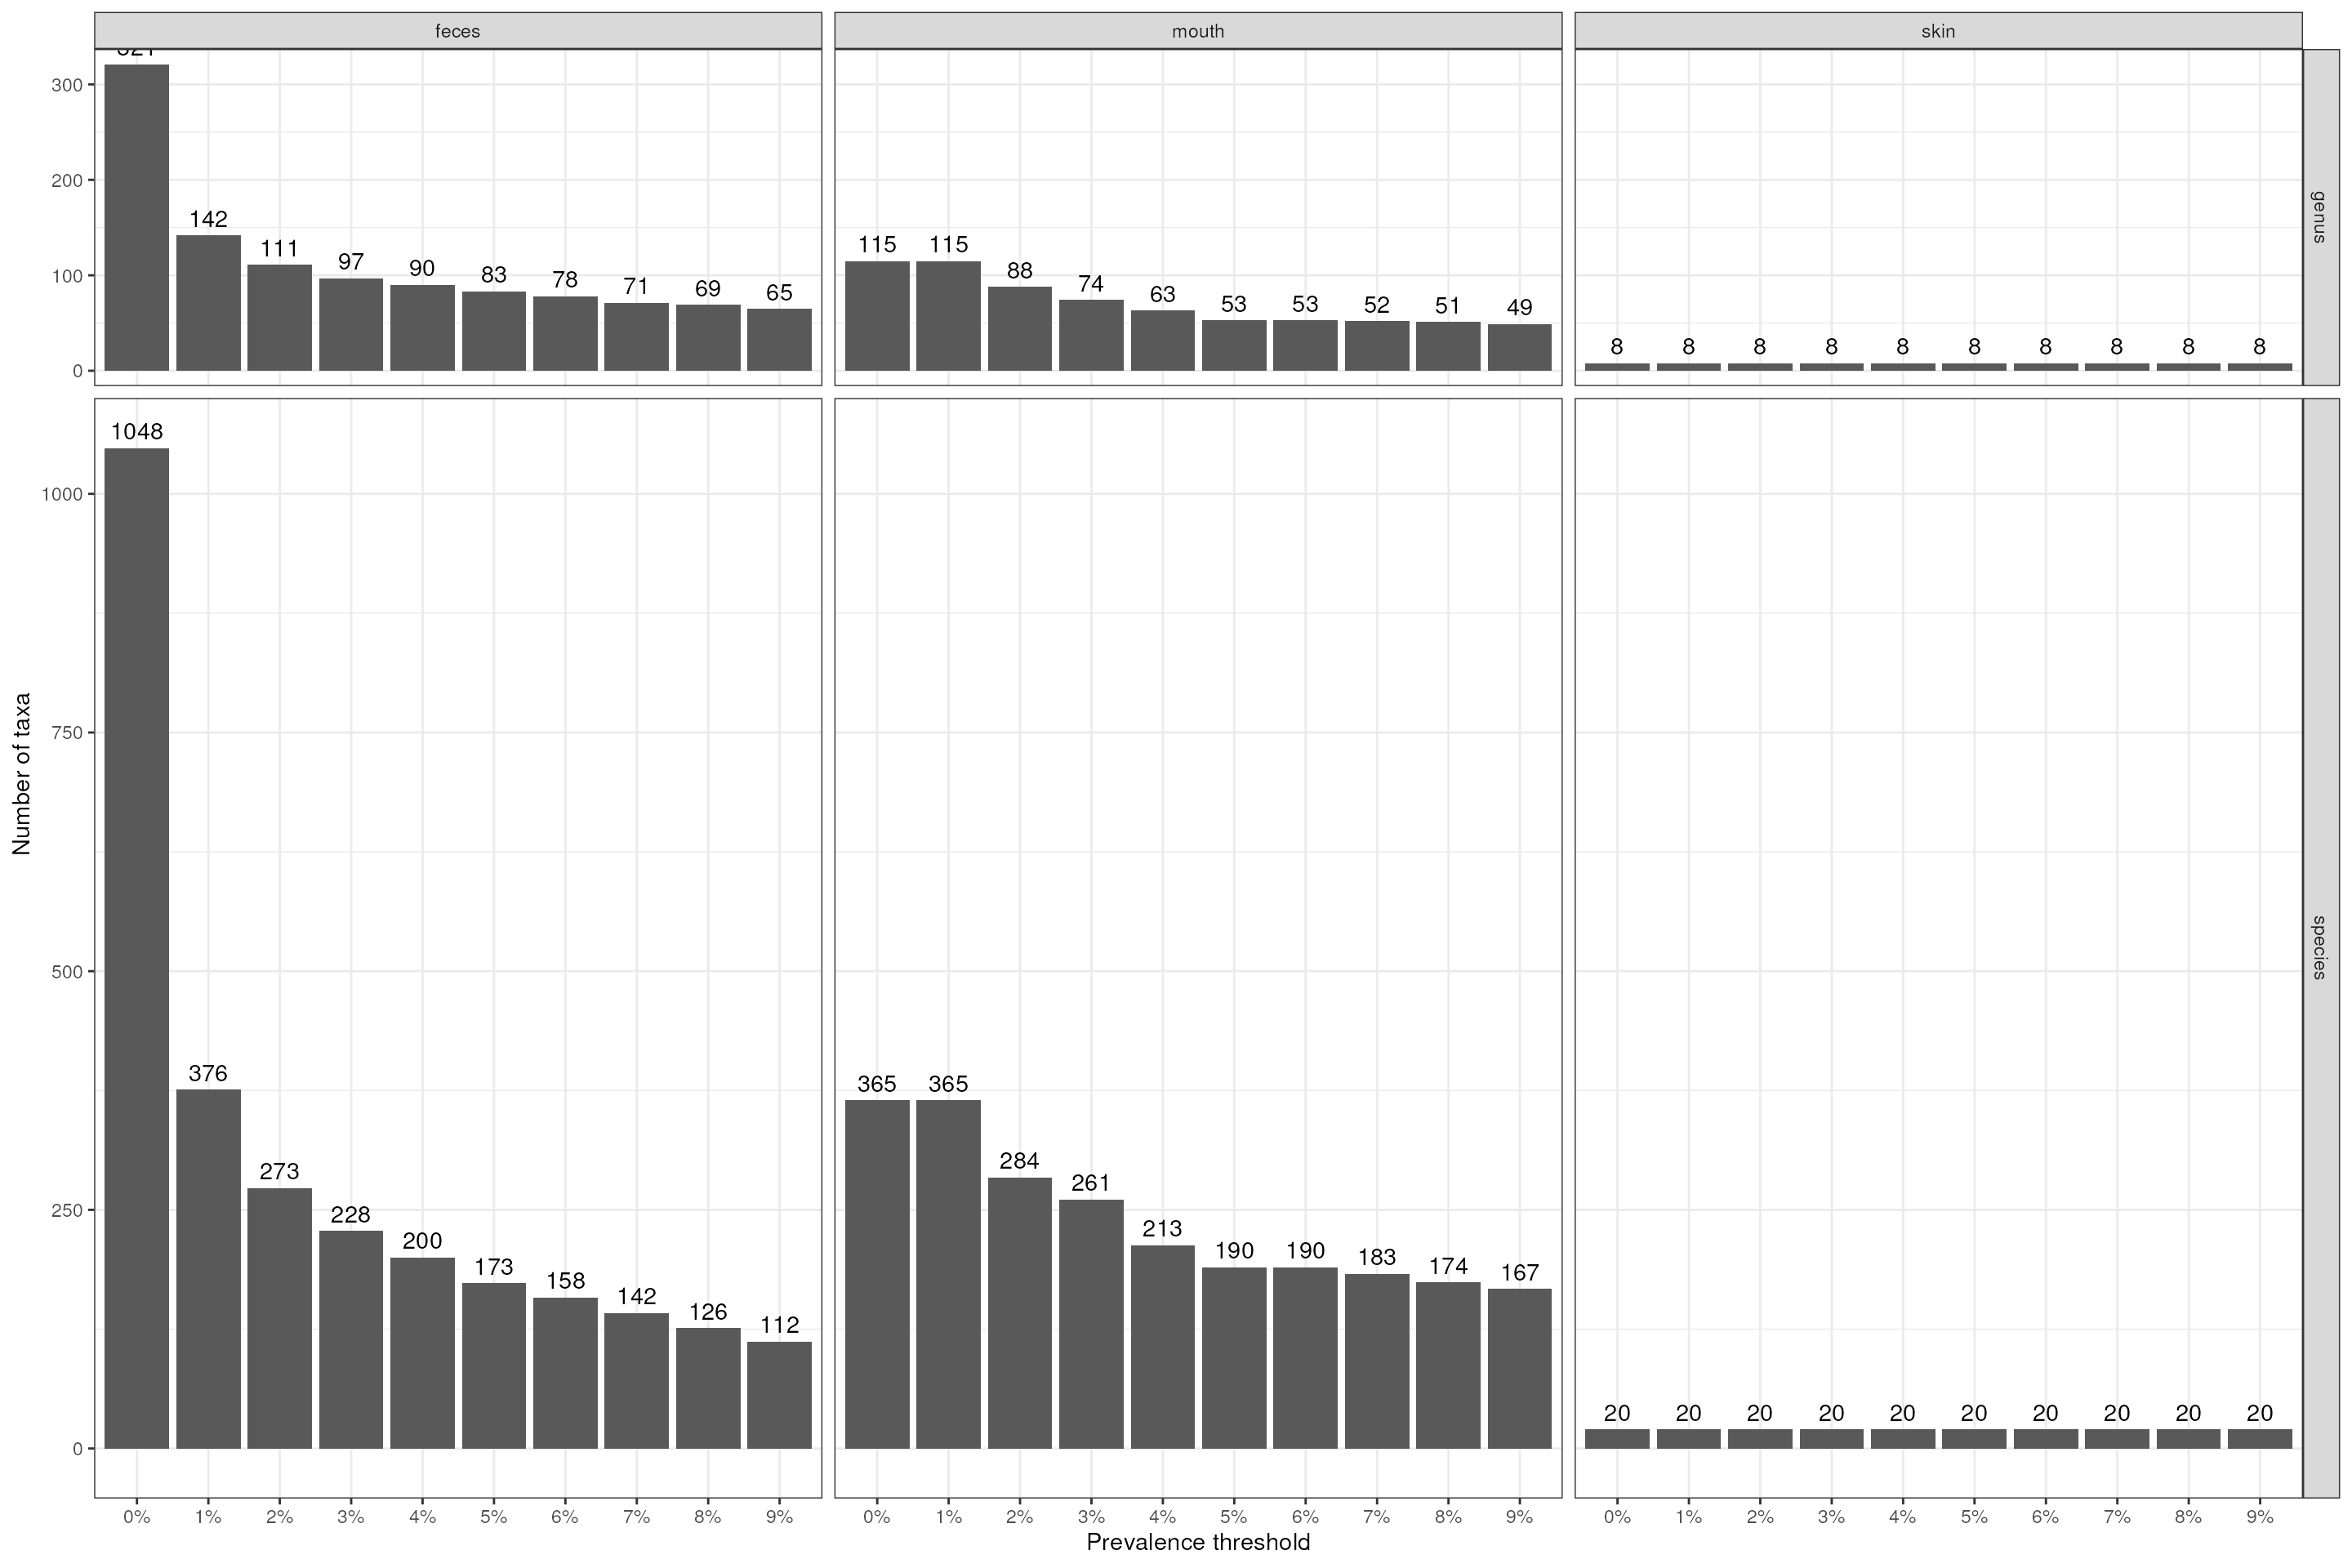 feces mouth skin
321
300
200
100
0
142 111 97 90 83 78 71 69 65
115 115 88 74 63 53 53 52 51 49
8 8 8 8 8 8 8 8 8 8
genus
Number of taxa
1000
750
500
250
0
1048 376 273 228 200 173 158 142 126 112
365 365 284 261 213 190 190 183 174 167
20 20 20 20 20 20 20 20 20 20
species
0% 1% 2% 3% 4% 5% 6% 7% 8% 9%
0% 1% 2% 3% 4% 5% 6% 7% 8% 9%
0% 1% 2% 3% 4% 5% 6% 7% 8% 9%
Prevalence threshold